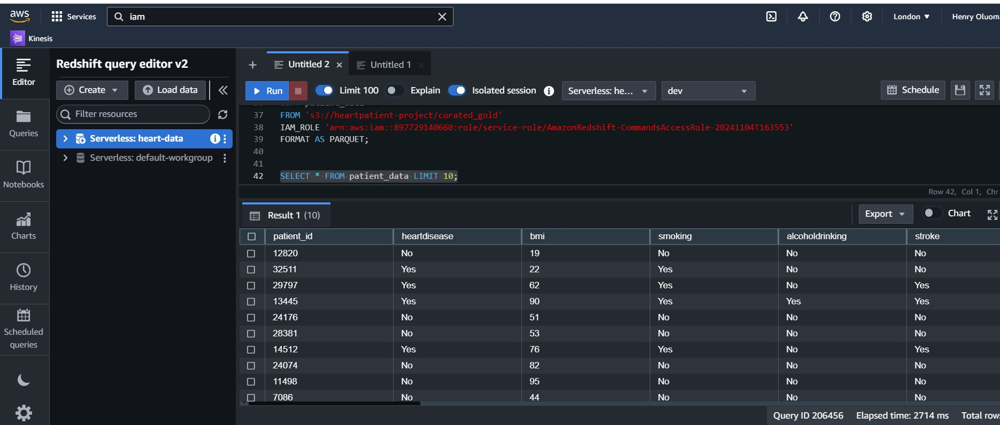 aws
Services
iam
London
Henry Oluom
Kinesis
Editor
Queries
Notebooks
Charts
History
Scheduled
queries
Redshift query editor v2
Create
Load data
Filter resources
Serverless: heart-data
Serverless: default-workgroup
Untitled 2
Untitled 1
Run
Limit 100
Explain
Isolated session
Serverless: he...
dev
Schedule
37 FROM 's3://heartpatient-project/curated_gold'
38 IAM_ROLE 'arn:aws:iam::897729140660:role/service-role/AmazonRedshift-CommandsAccessRole-20241104T163553'
39 FORMAT AS PARQUET;
40
41
42 SELECT * FROM patient_data LIMIT 10;
Row 42, Col 1, Chr
Result 1 (10)
Export
Chart
patient_id heartdisease bmi smoking alcoholdrinking stroke
12820 No 19 No No No
32511 Yes 22 Yes No No
29797 Yes 62 Yes No Yes
13445 Yes 90 Yes Yes Yes
24176 No 51 No No No
28381 No 53 No No No
14512 Yes 76 Yes No Yes
24074 No 82 No No No
11498 No 95 No No No
7086 No 44 No No No
Query ID 206456 Elapsed time: 2714 ms Total row